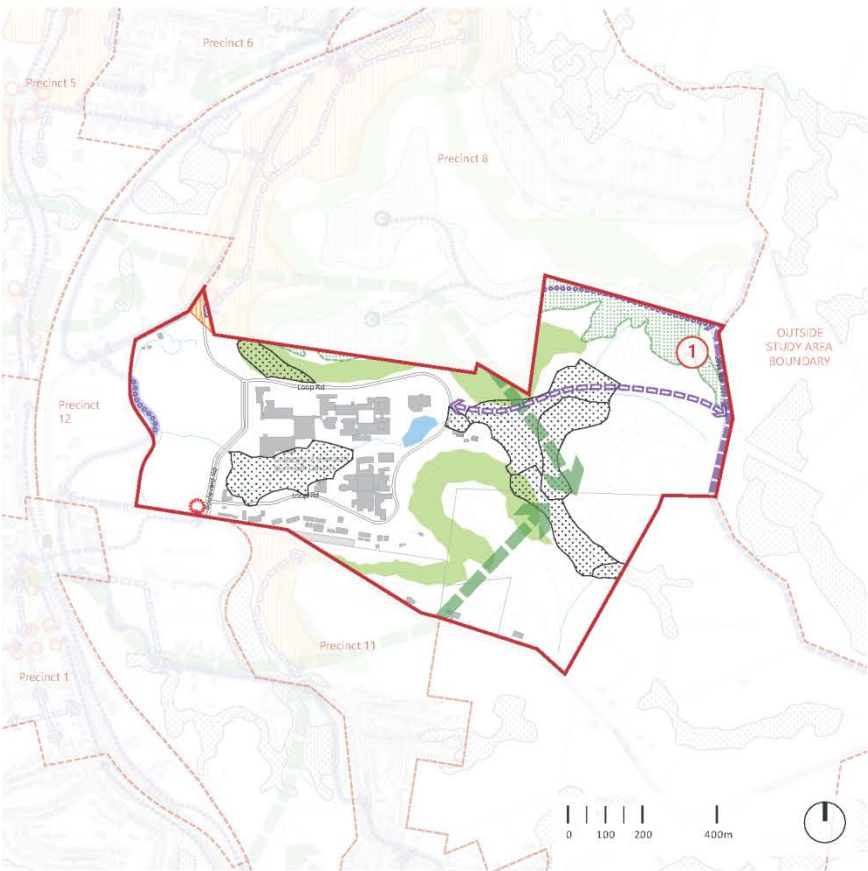 Precinct 6
Precinct 5
Precinct 8
OUTSIDE
STUDY AREA
BOUNDARY
1
Loop Rd
Precinct
12
Loop Rd
Precinct 11
Precinct 1
0 100 200 400m